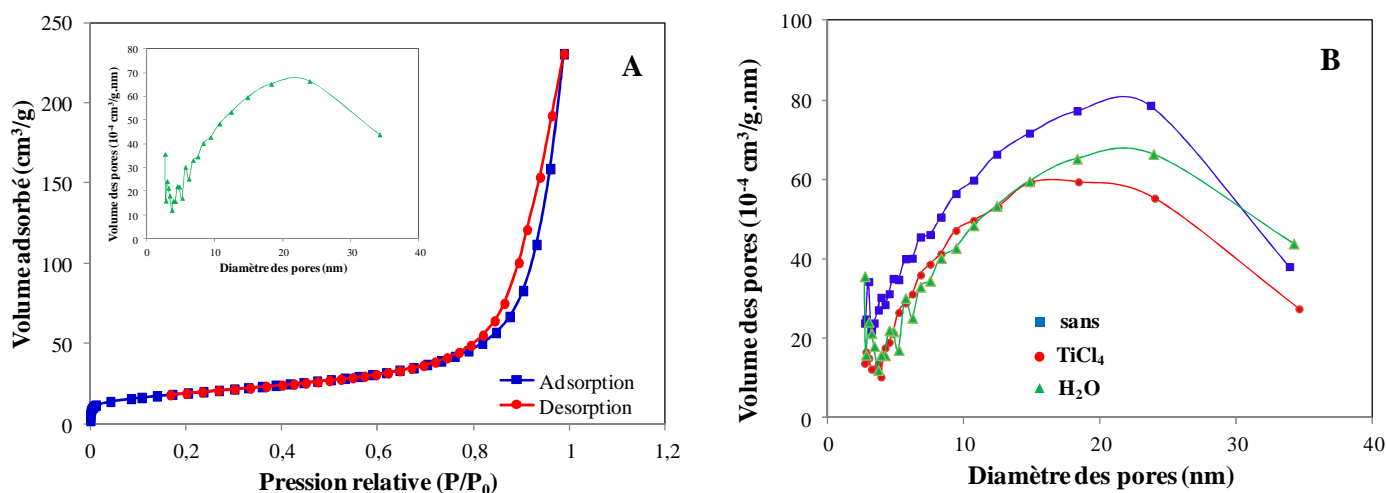 A
Volume adsorbé (cm³/g)
250
200
150
100
50
0
0
0,2
0,4
0,6
0,8
1
1,2
Pression relative (P/P₀)
Adsorption
Desorption
Volume des pores (10⁻⁴ cm³/g.nm)
80
70
60
50
40
30
20
10
0
0
10
20
30
40
Diamètre des pores (nm)
B
Volume des pores (10⁻⁴ cm³/g.nm)
100
80
60
40
20
0
0
10
20
30
40
Diamètre des pores (nm)
sans
TiCl₄
H₂O